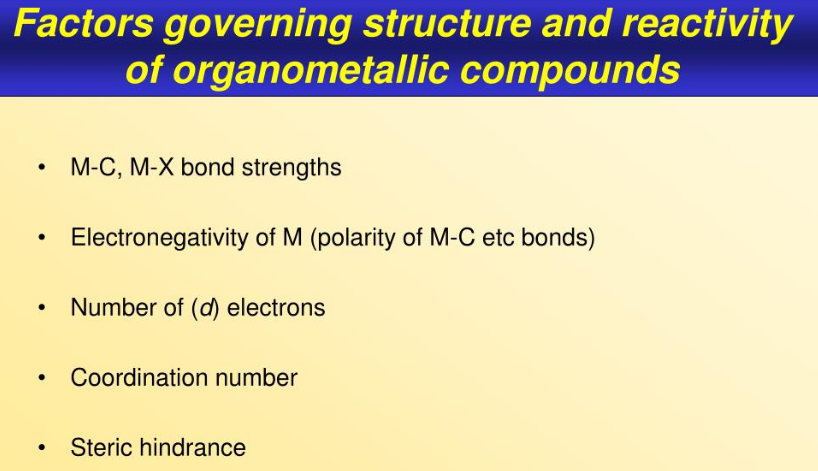 Factors governing structure and reactivity
of organometallic compounds
• M-C, M-X bond strengths
• Electronegativity of M (polarity of M-C etc bonds)
• Number of (d) electrons
• Coordination number
• Steric hindrance